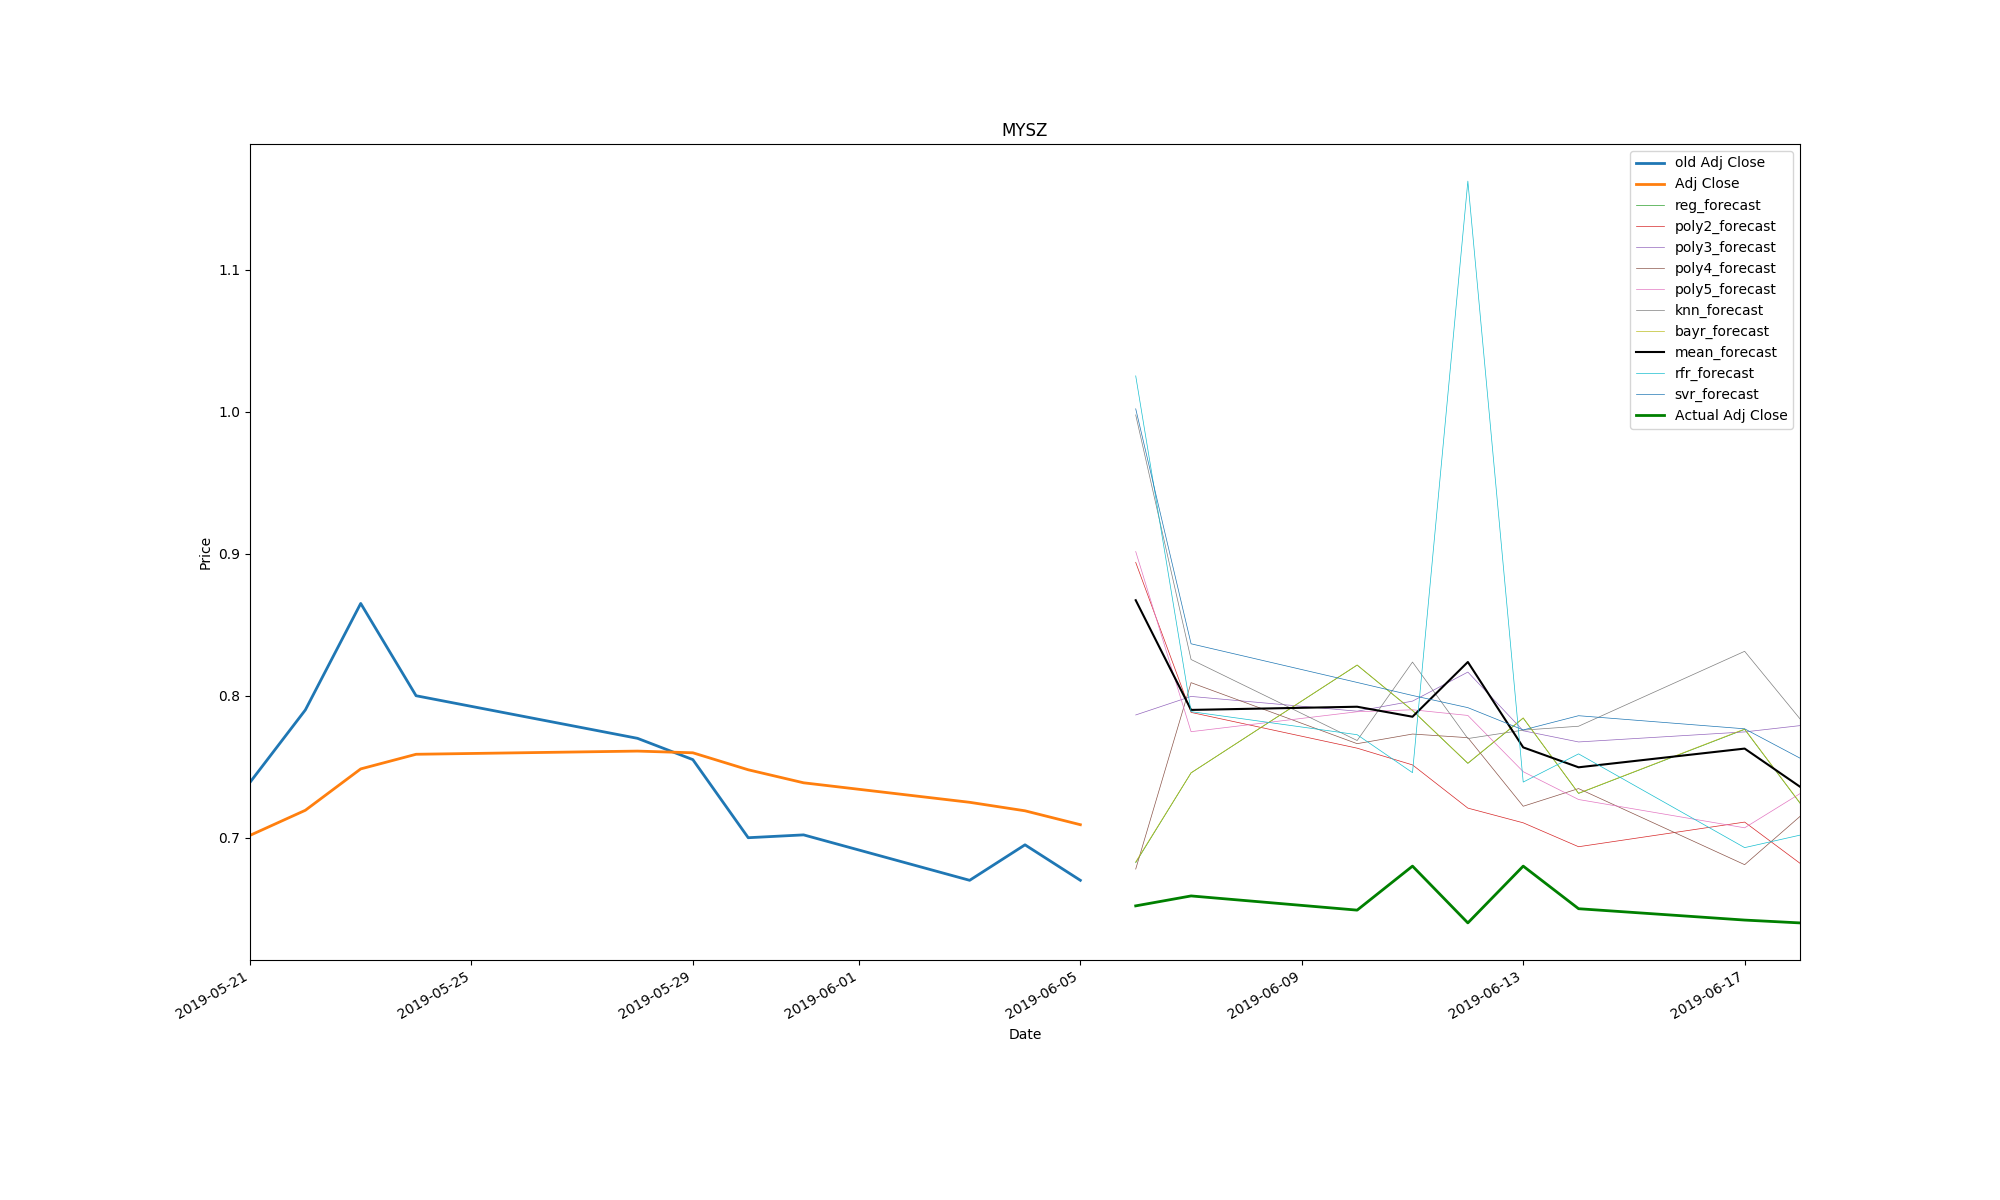 MYSZ
old Adj Close
Adj Close
reg_forecast
poly2_forecast
poly3_forecast
poly4_forecast
poly5_forecast
knn_forecast
bayr_forecast
mean_forecast
rfr_forecast
svr_forecast
Actual Adj Close
1.1
1.0
0.9
0.8
0.7
Price
2019-05-21
2019-05-25
2019-05-29
2019-06-01
2019-06-05
2019-06-09
2019-06-13
2019-06-17
Date